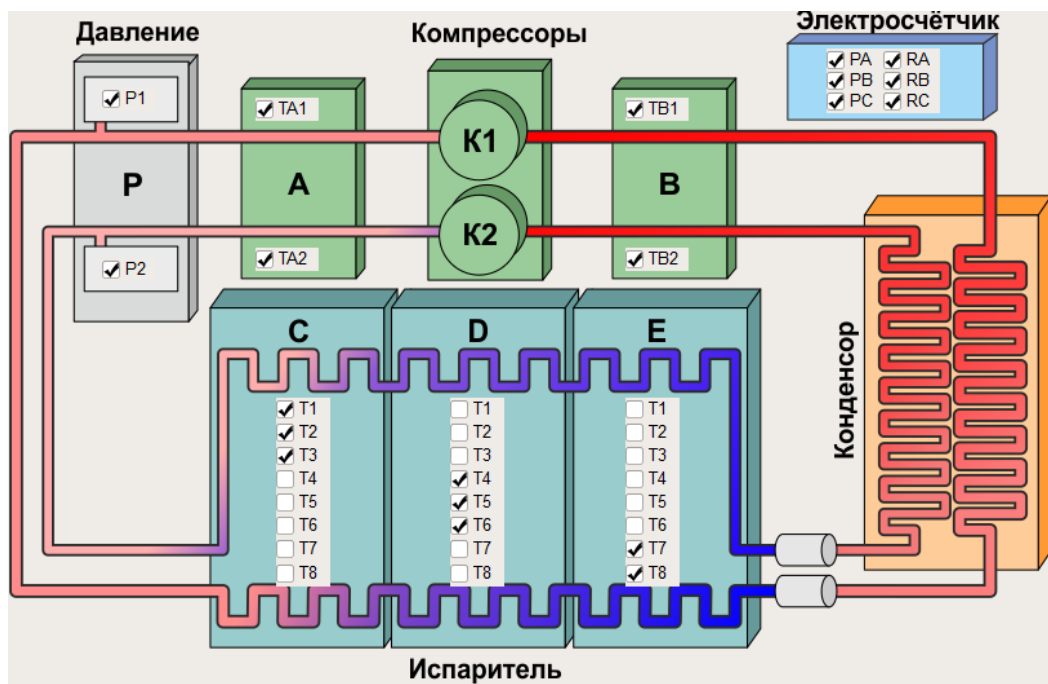 Давление
Компрессоры
Электросчётчик
P1
TA1
К1
TB1
PA RA
PB RB
PC RC
P
A
B
К2
P2
TA2
TB2
C
D
E
T1
T2
T3
T4
T5
T6
T7
T8
T1
T2
T3
T4
T5
T6
T7
T8
T1
T2
T3
T4
T5
T6
T7
T8
Конденсор
Испаритель